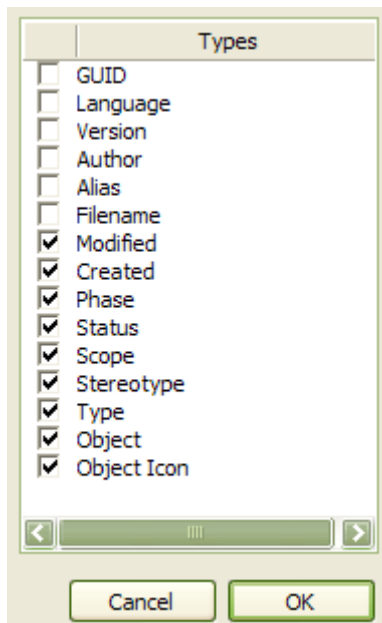 Types
GUID
Language
Version
Author
Alias
Filename
Modified
Created
Phase
Status
Scope
Stereotype
Type
Object
Object Icon
Cancel OK